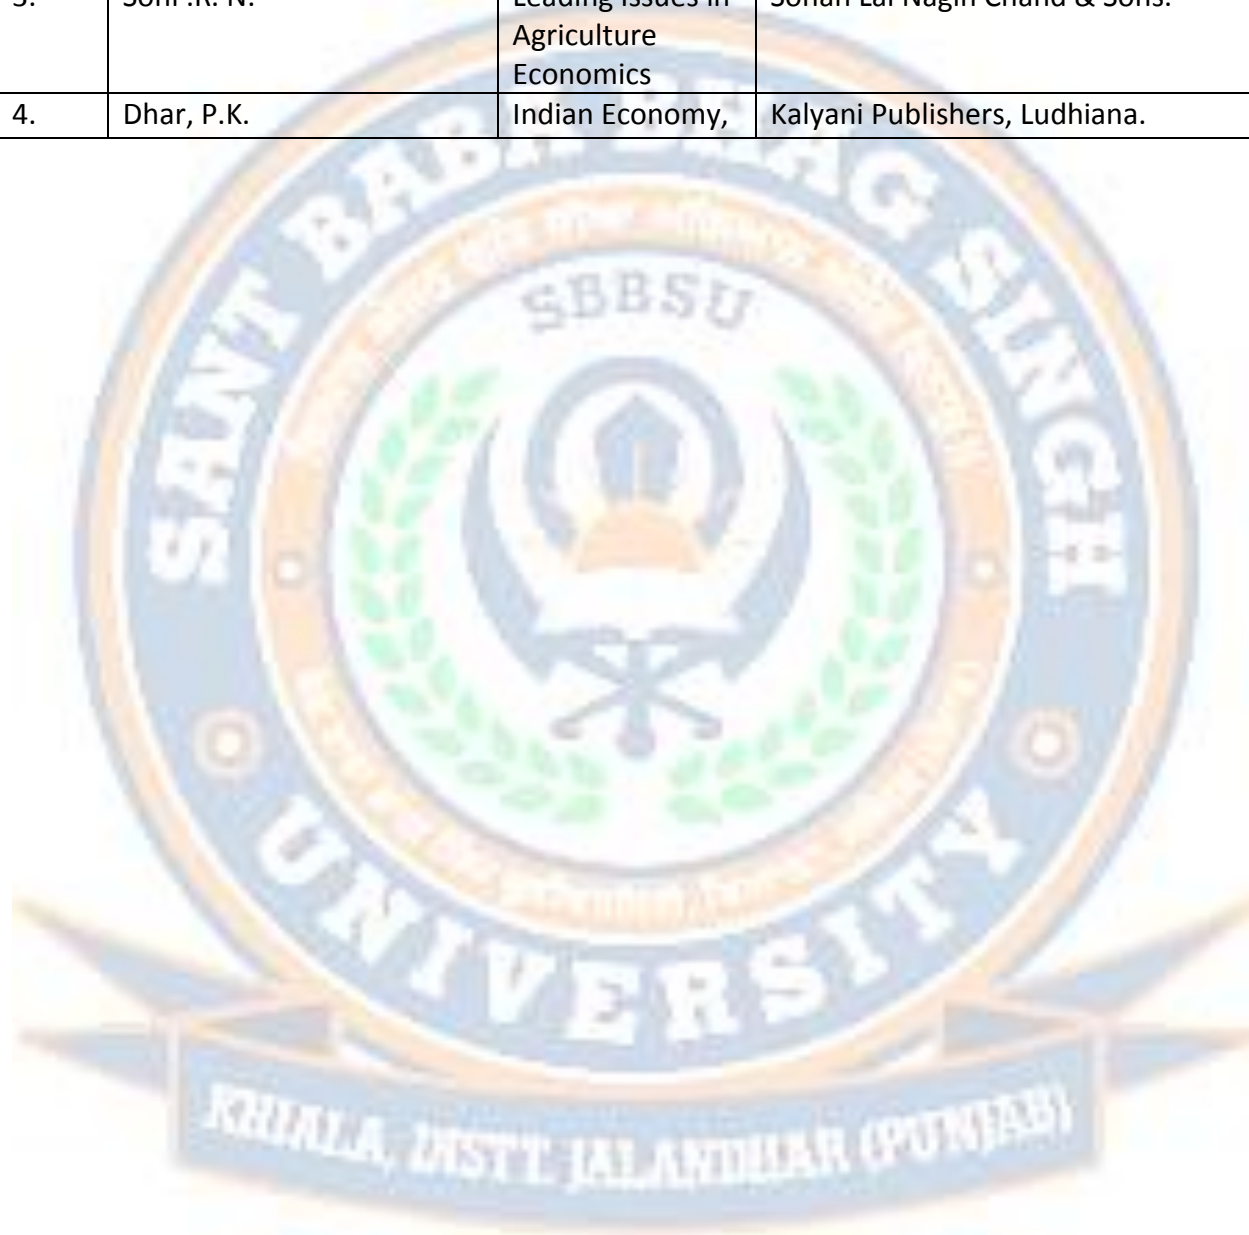 3. Soni .R. N. Leading Issues in Sohan Lal Nagin Chand & Sons.
Agriculture
Economics
4. Dhar, P.K. Indian Economy, Kalyani Publishers, Ludhiana.
SANT BABA BHAG SINGH
SBBSU
UNIVERSITY
KHIALA, DISTT. JALANDHAR (PUNJAB)